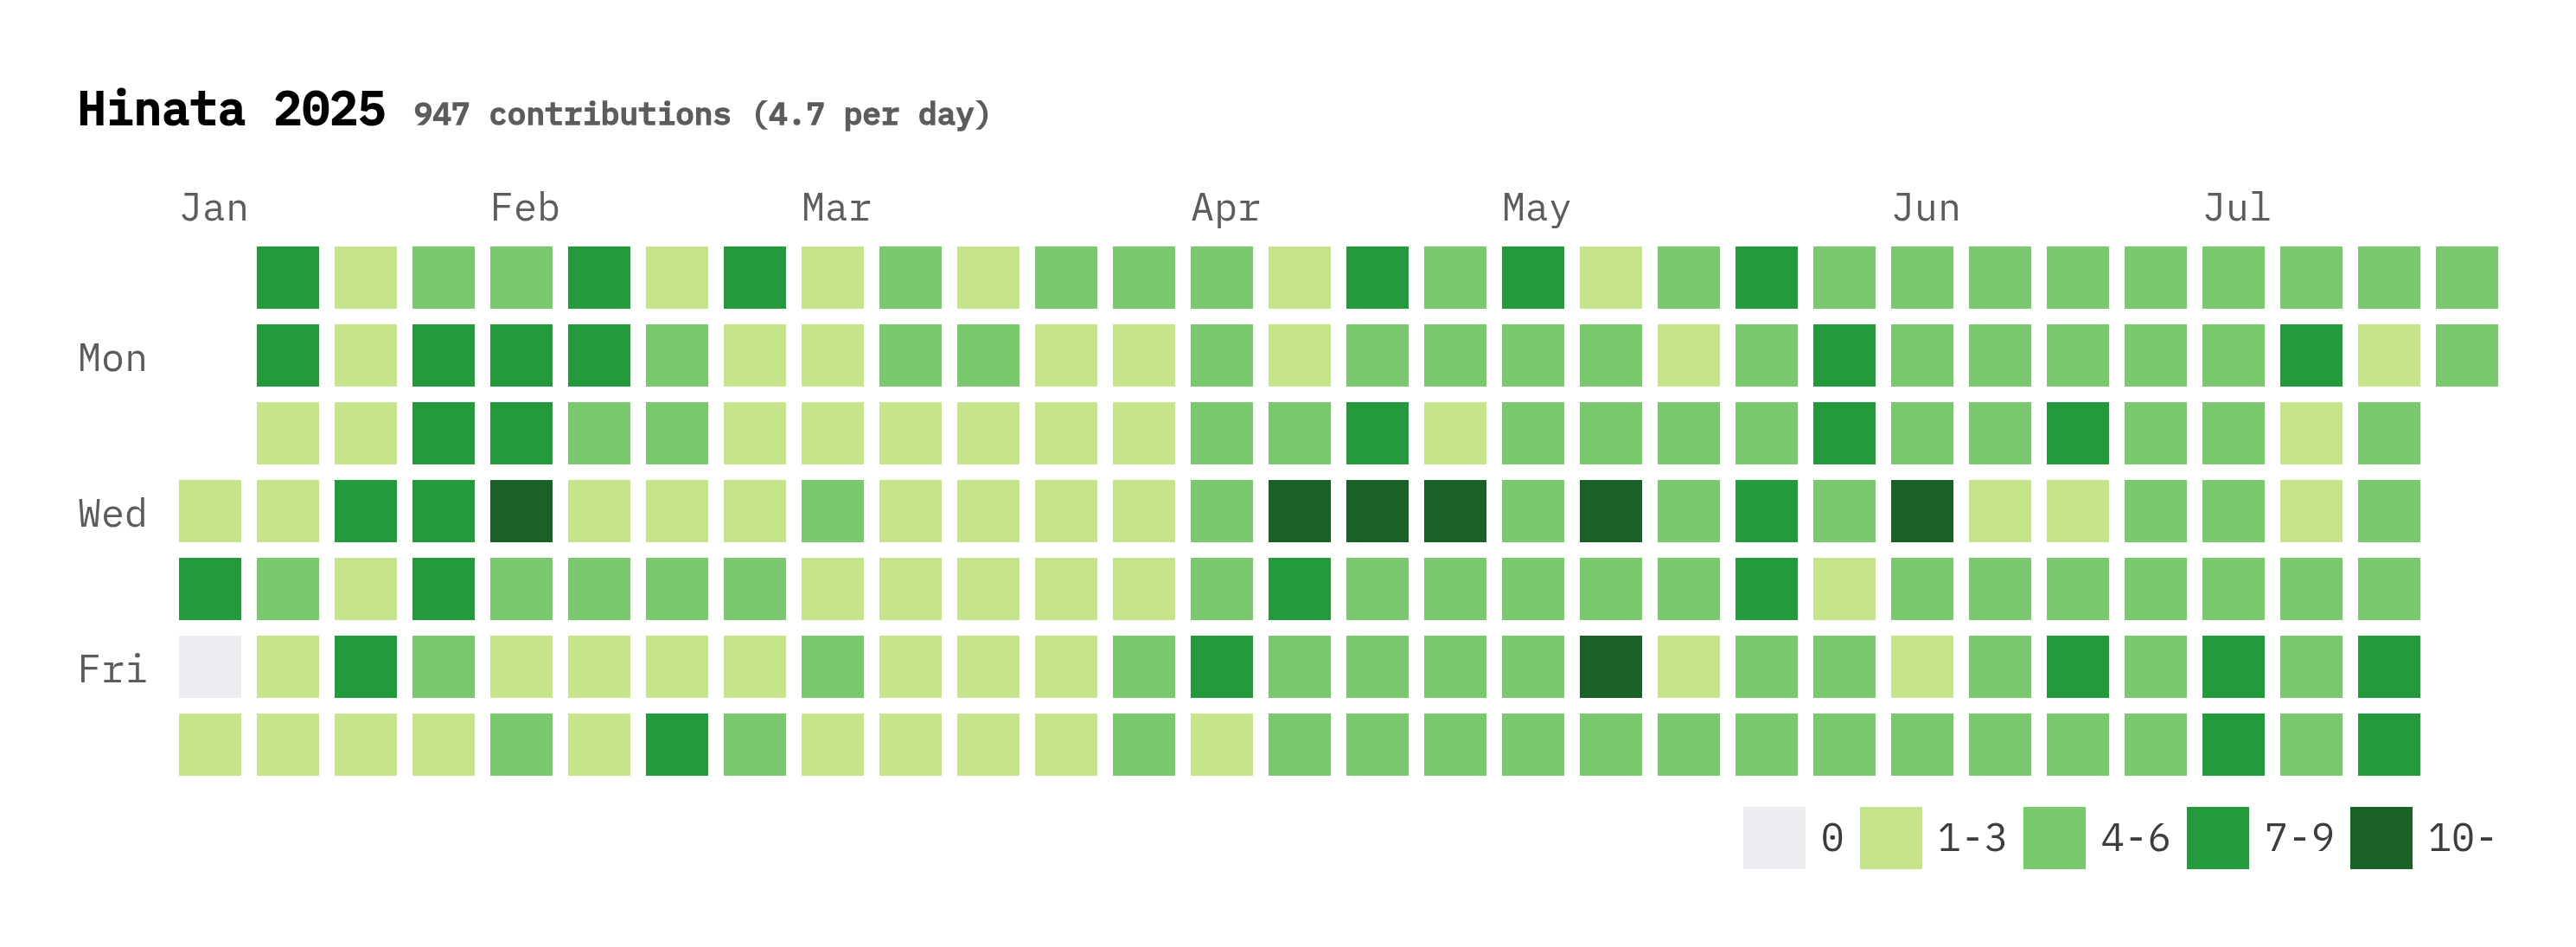 Hinata 2025 947 contributions (4.7 per day)
Jan Feb Mar Apr May Jun Jul
Mon
Wed
Fri
0 1-3 4-6 7-9 10-